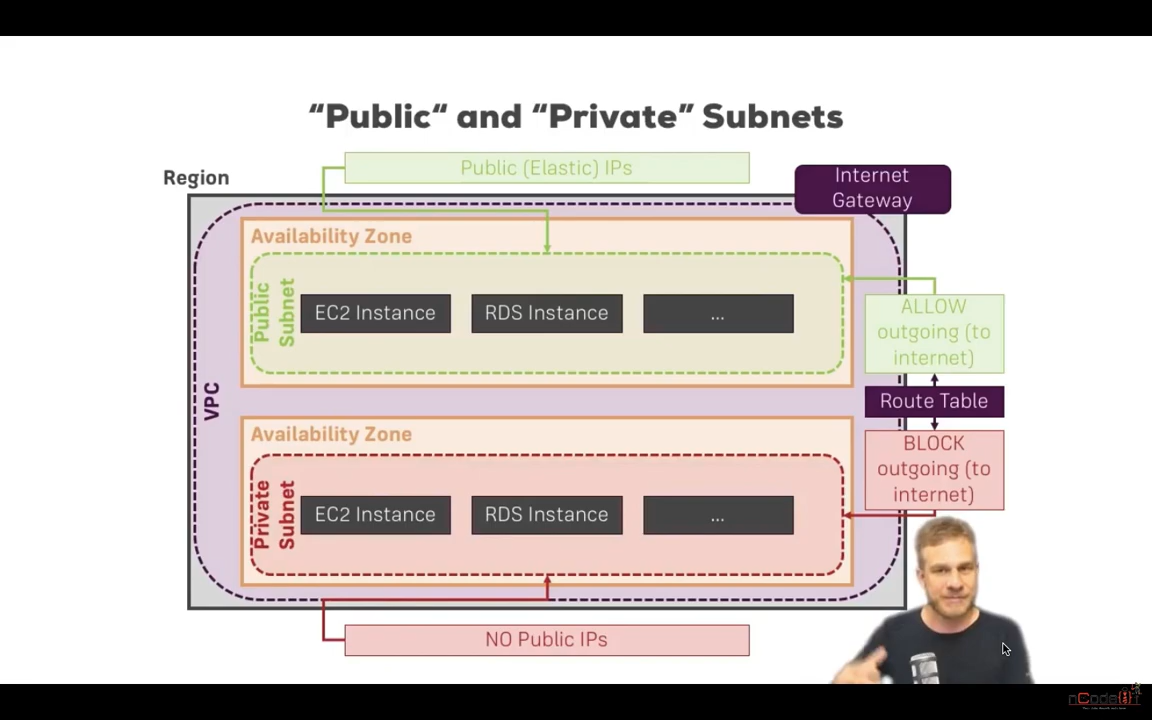 “Public“ and “Private” Subnets
Public (Elastic) IPs
Region
Internet
Gateway
Availability Zone
Public
Subnet
EC2 Instance
RDS Instance
...
ALLOW
outgoing (to
internet)
VPC
Route Table
Availability Zone
BLOCK
outgoing (to
internet)
Private
Subnet
EC2 Instance
RDS Instance
...
NO Public IPs